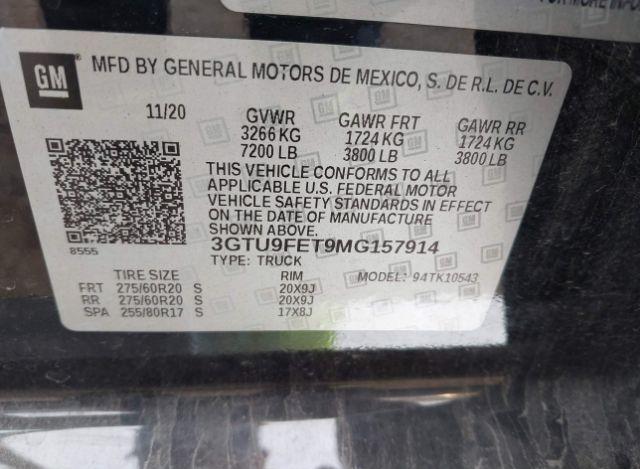 FOR MORE INFO
GM MFD BY GENERAL MOTORS DE MEXICO, S. DE R.L. DE C.V.
11/20 GVWR GAWR FRT GAWR RR
3266 KG 1724 KG 1724 KG
7200 LB 3800 LB 3800 LB
THIS VEHICLE CONFORMS TO ALL
APPLICABLE U.S. FEDERAL MOTOR
VEHICLE SAFETY STANDARDS IN EFFECT
ON THE DATE OF MANUFACTURE
SHOWN ABOVE.
8555 3GTU9FET9MG157914
TYPE: TRUCK MODEL: 94TK10543
TIRE SIZE RIM
FRT 275/60R20 S 20X9J
RR 275/60R20 S 20X9J
SPA 255/80R17 S 17X8J